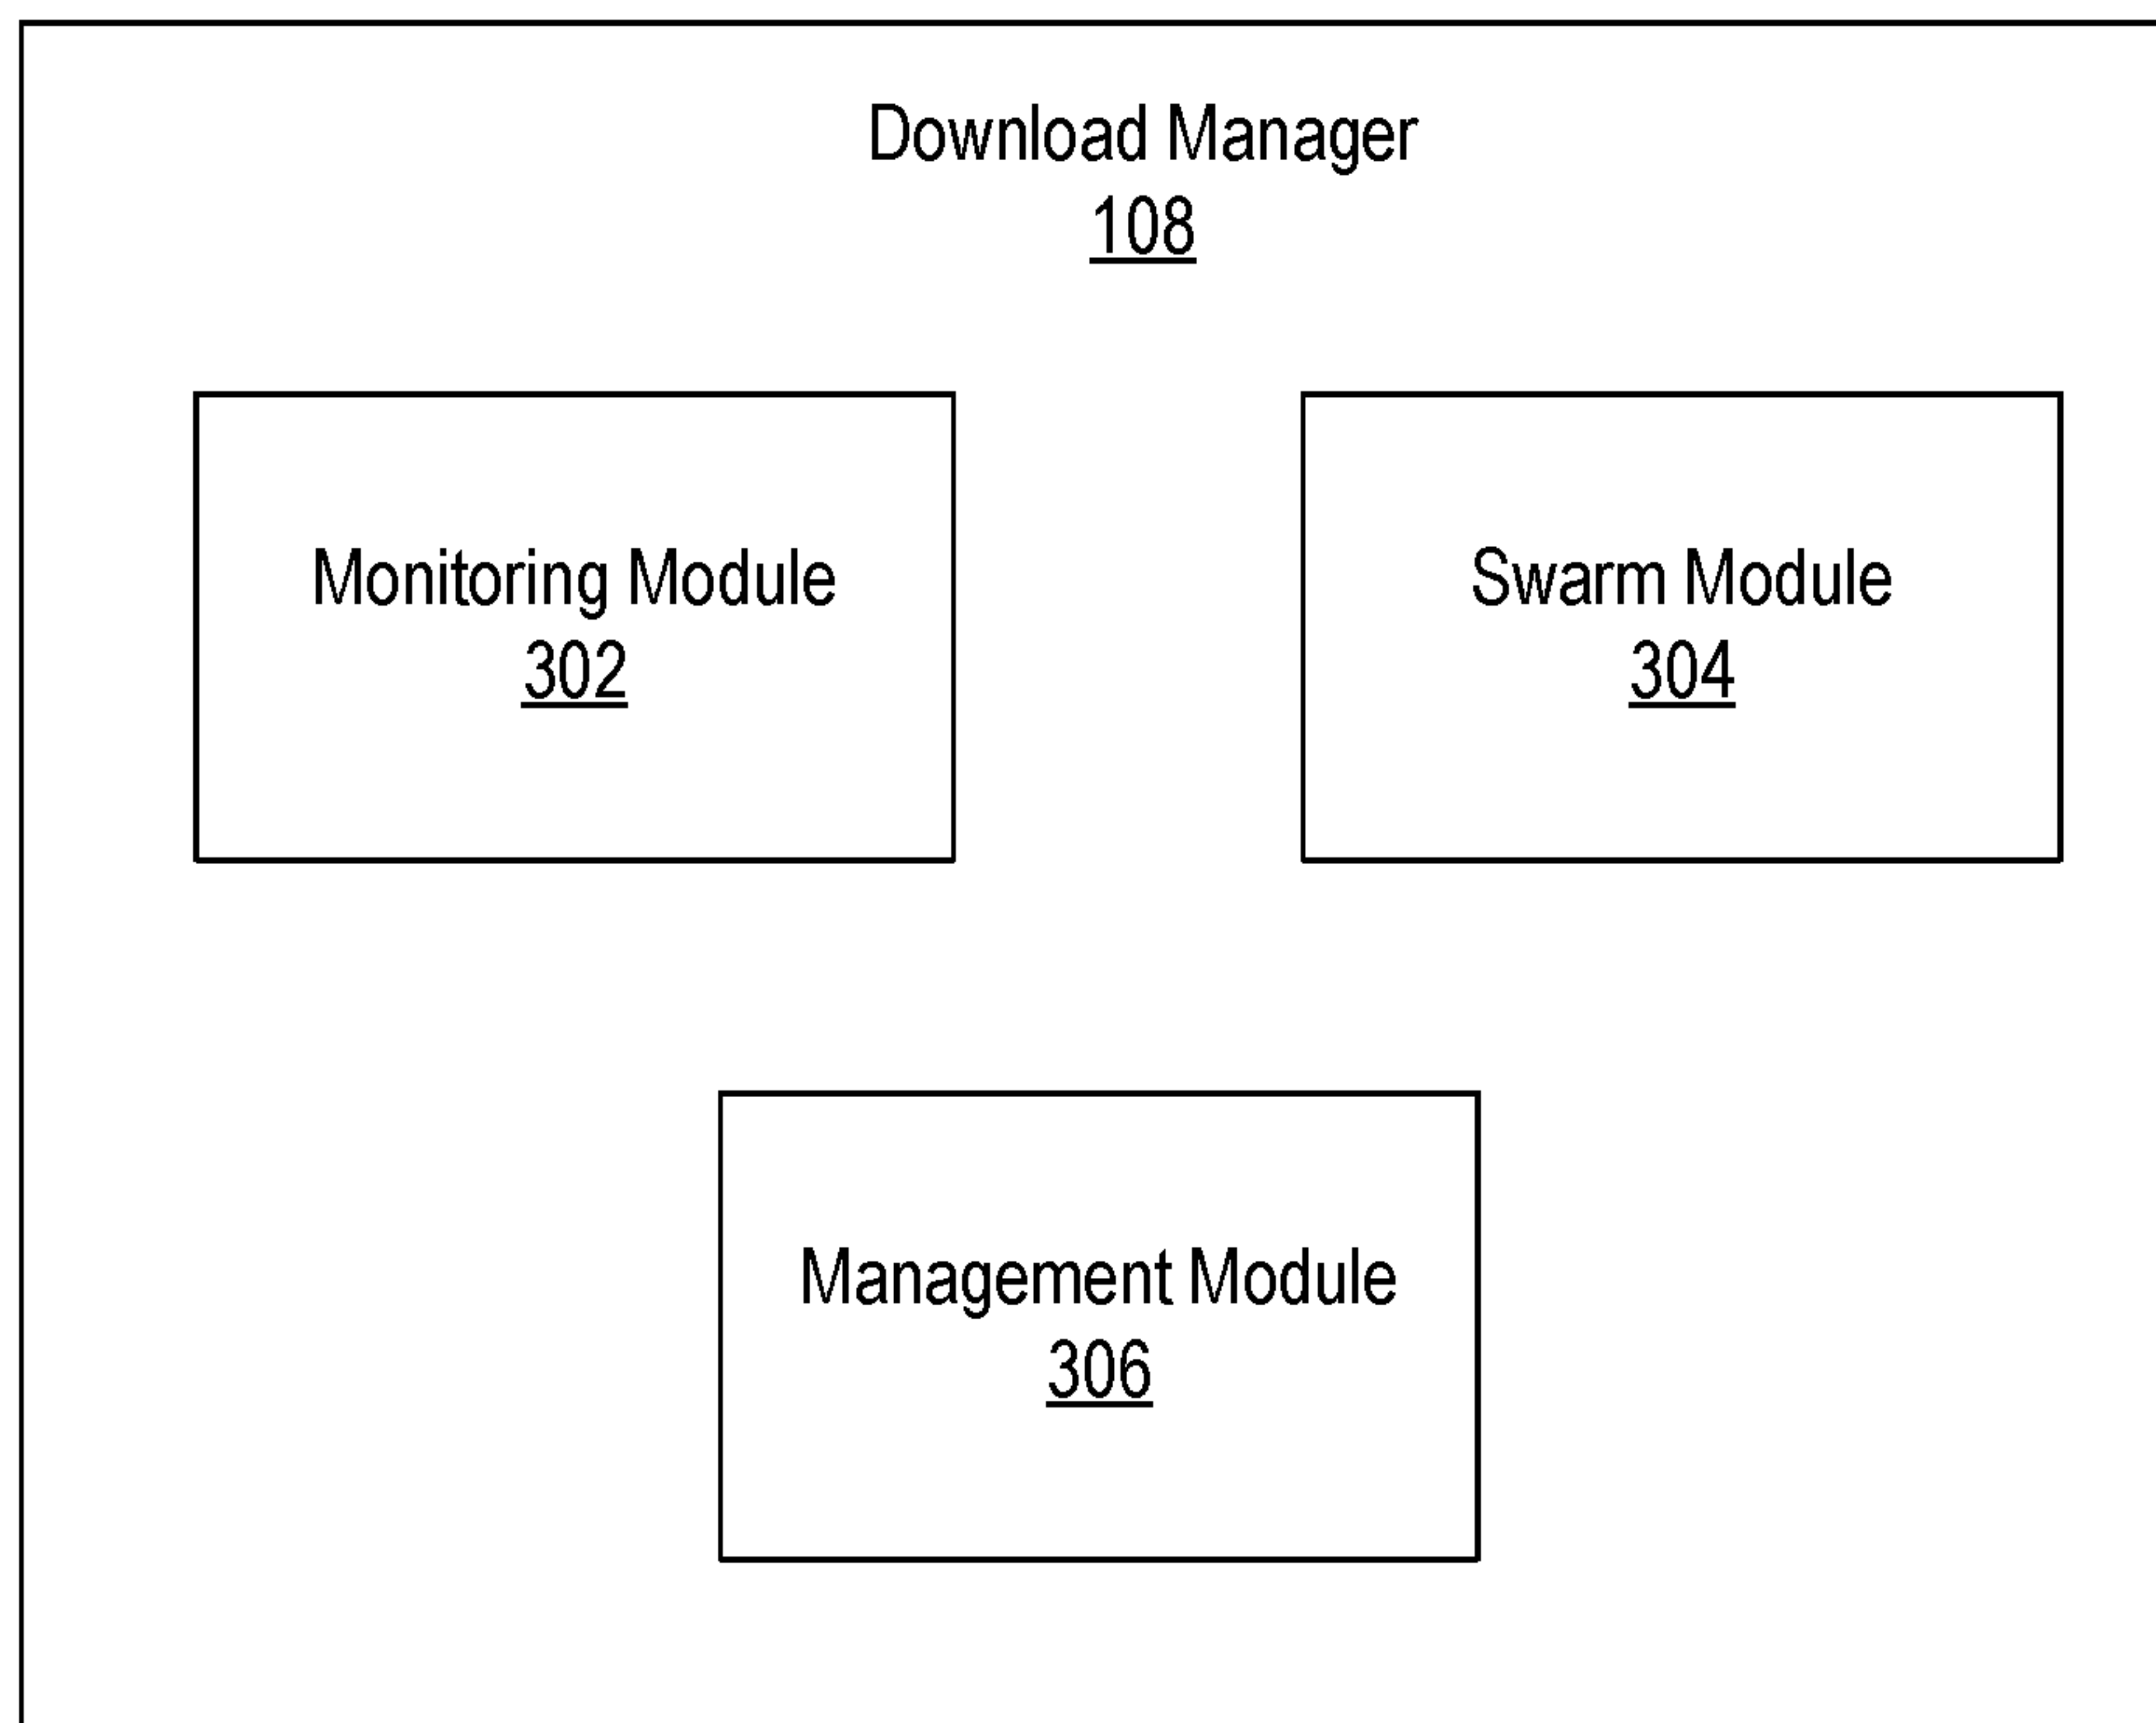 Download Manager
108
Monitoring Module
302
Swarm Module
304
Management Module
306